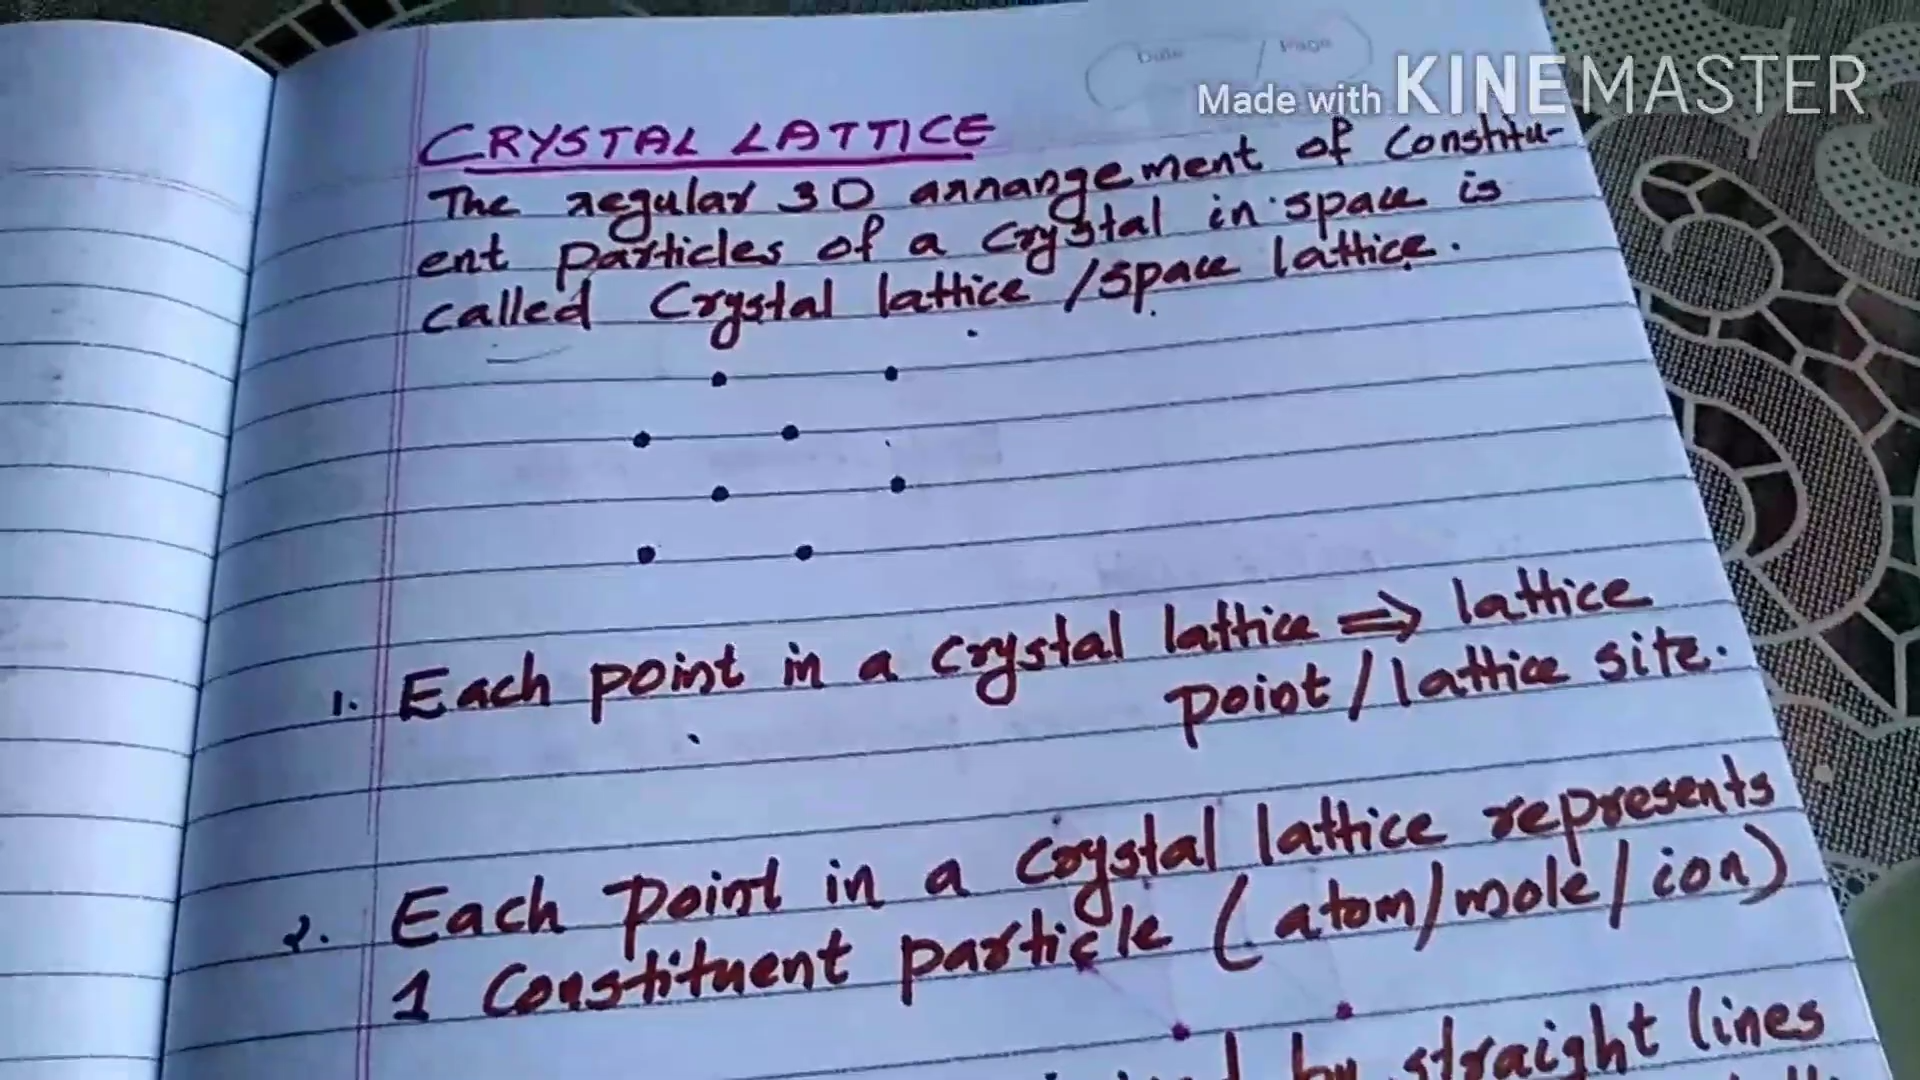 Date / Page
Made with KINEMASTER
CRYSTAL LATTICE
The regular 3D arrangement of Constitu-
ent particles of a Crystal in space is
called Crystal lattice / space lattice.
1. Each point in a crystal lattice ⇒ lattice
point / lattice site.
2. Each point in a crystal lattice represents
1 Constituent particle (atom/mole/ion)
by straight lines